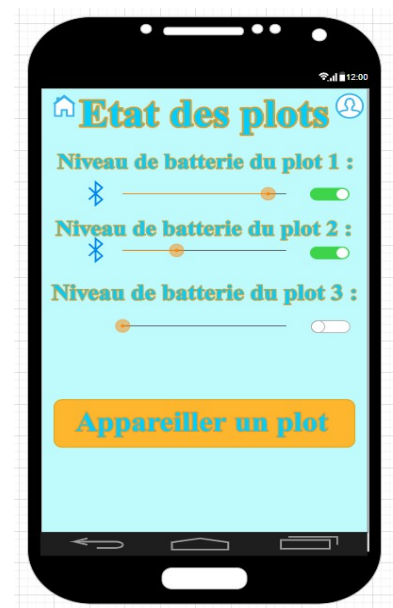 12:00
Etat des plots
Niveau de batterie du plot 1 :
Niveau de batterie du plot 2 :
Niveau de batterie du plot 3 :
Appareiller un plot